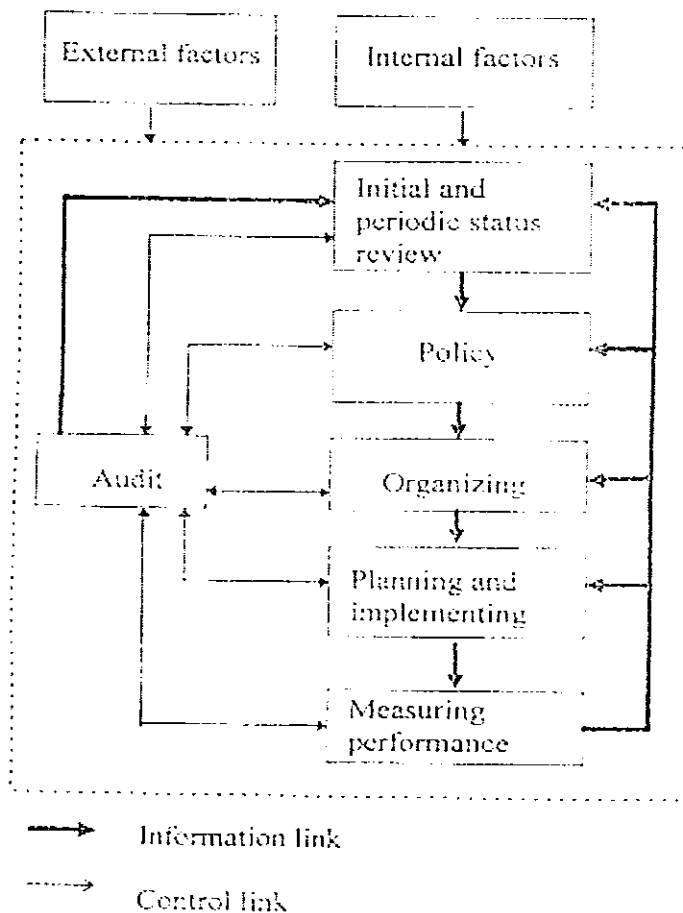 External factors
Internal factors
Initial and
periodic status
review
Policy
Audit
Organizing
Planning and
implementing
Measuring
performance
Information link
Control link